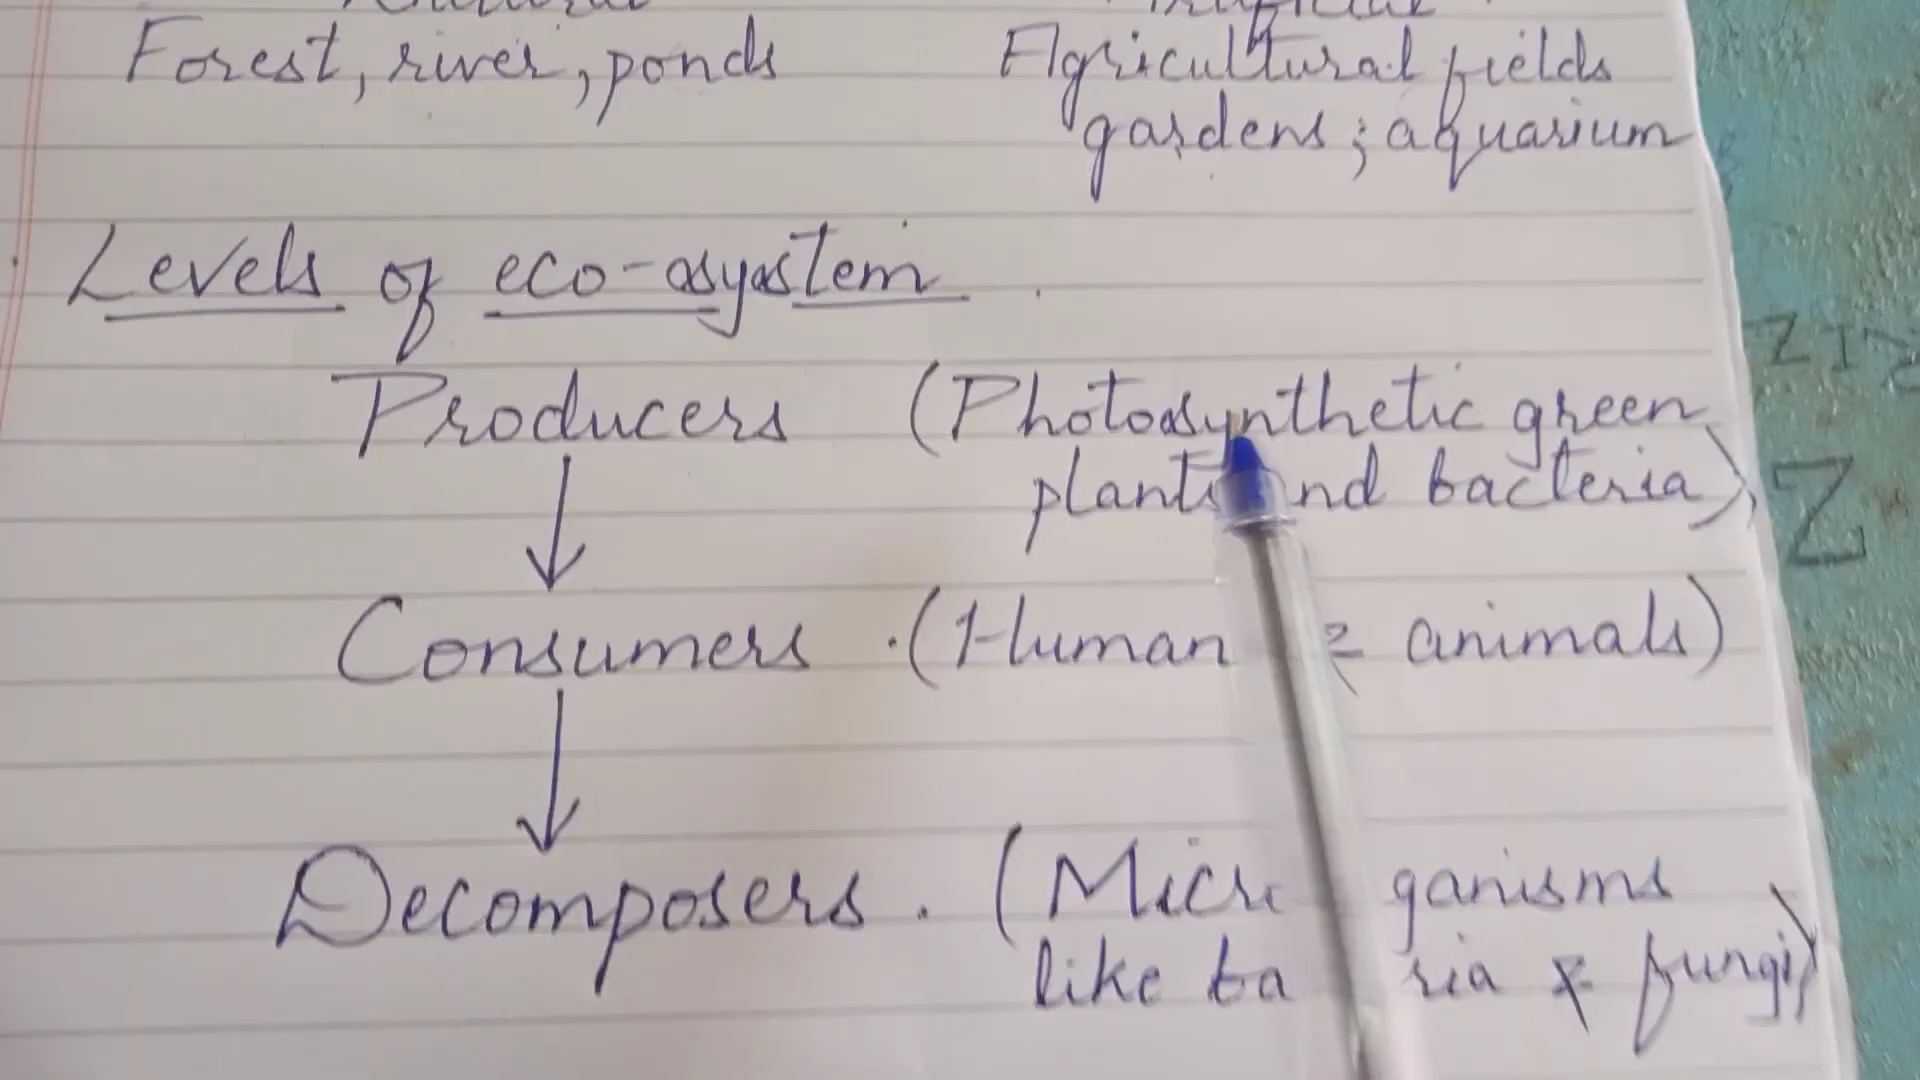 Forest, river, ponds
Agricultural fields
gardens; aquarium
Levels of eco-system
Producers (Photosynthetic green
plants and bacteria)
Consumers (Human & animals)
Decomposers. (Micro ganisms
like ba ria & fungi)